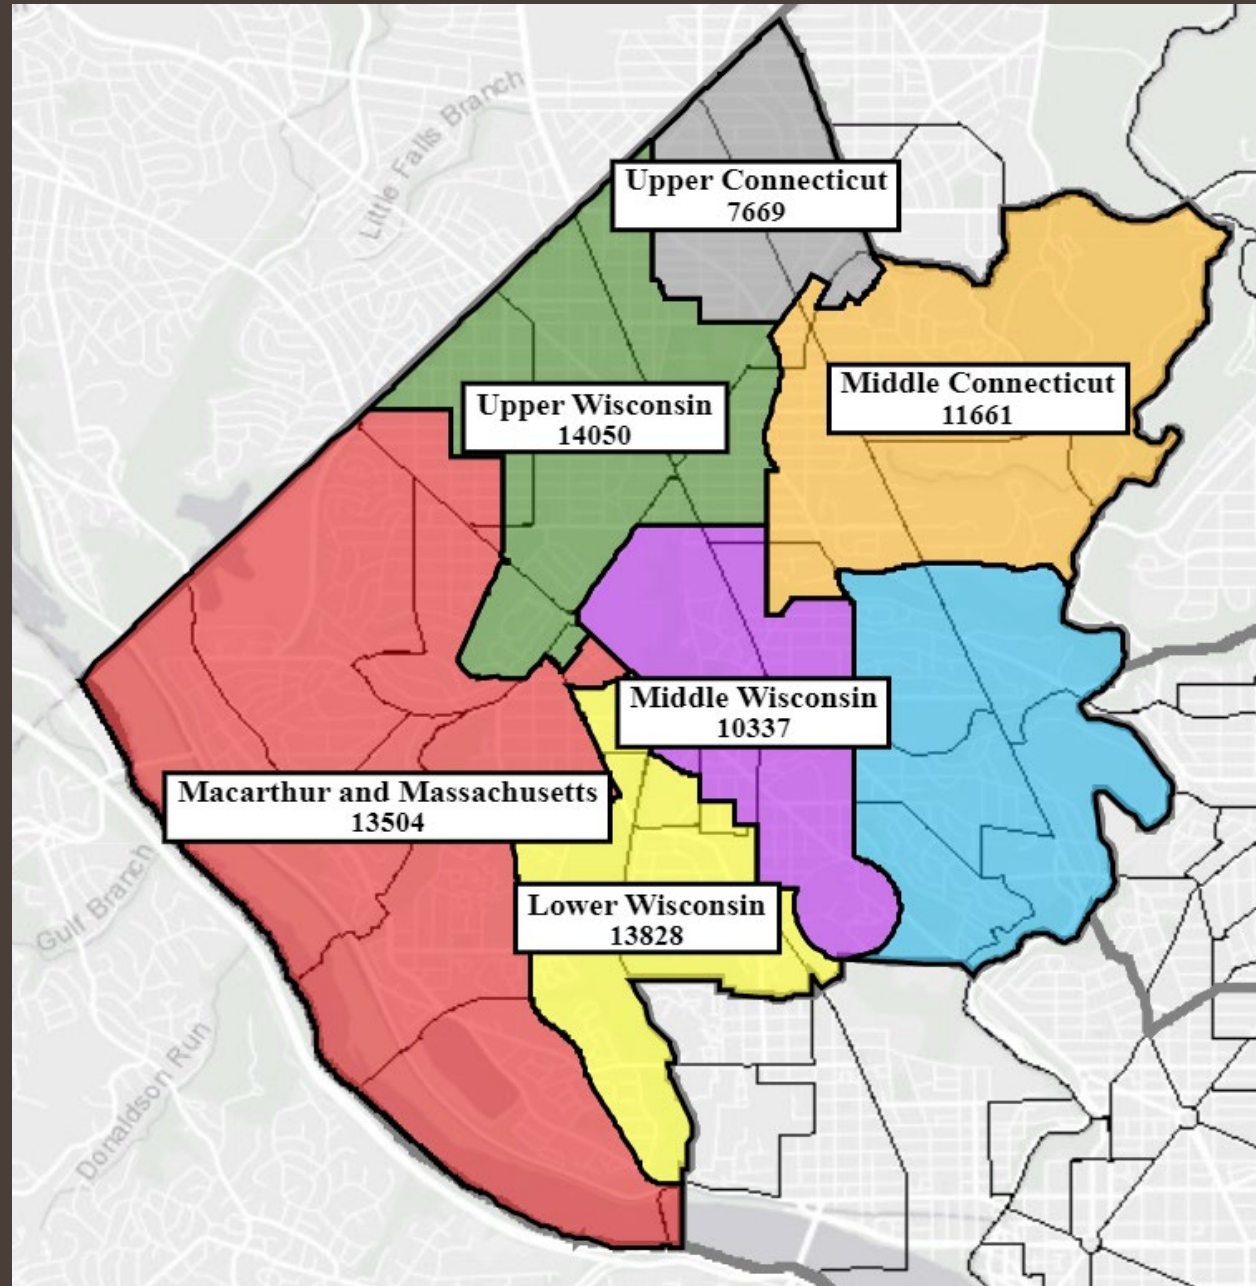 Little Falls Branch
Upper Connecticut
7669
Middle Connecticut
11661
Upper Wisconsin
14050
Middle Wisconsin
10337
Macarthur and Massachusetts
13504
Gulf Branch
Lower Wisconsin
13828
Donaldson Run